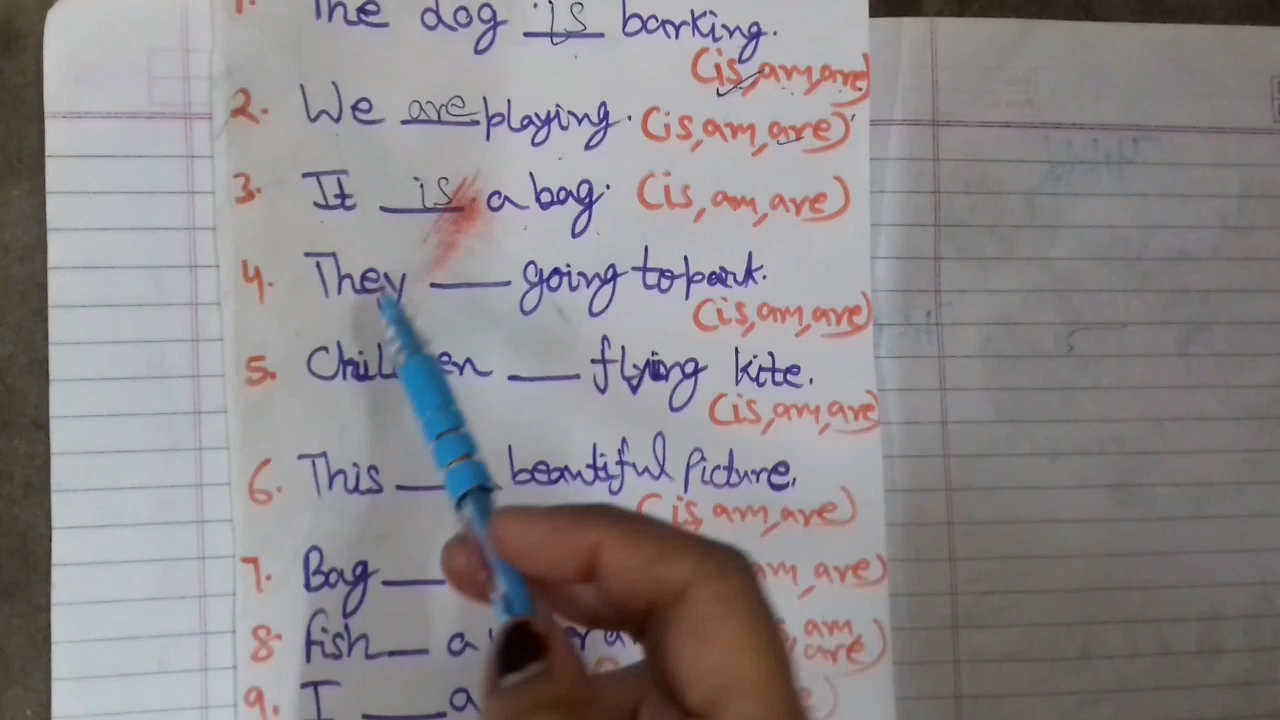 1. The dog is barking.
(is, am, are)
2. We are playing. (is, am, are)
3. It is a bag. (is, am, are)
4. They ___ going to park.
(is, am, are)
5. ___ flying kite.
(is, am, are)
6. This ___ beautiful Picture.
(is, am, are)
7. Bag ___ am, are)
8. fish ___ a am
are)
9. I ___ a